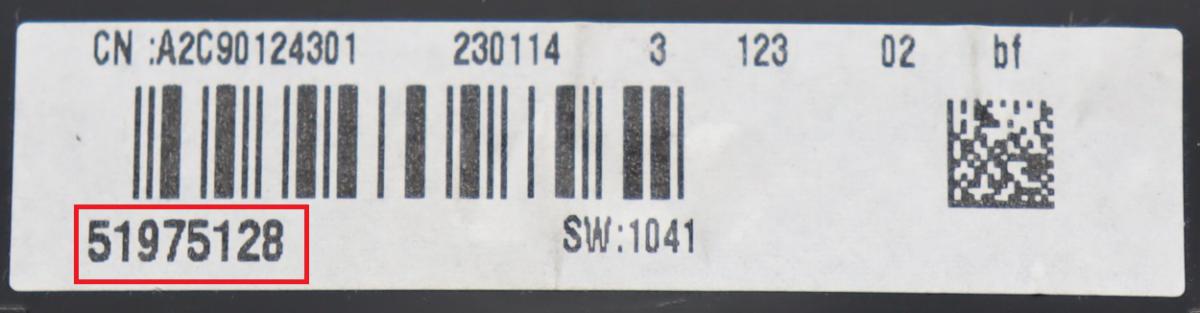 CN :A2C90124301 230114 3 123 02 bf
51975128 SW:1041